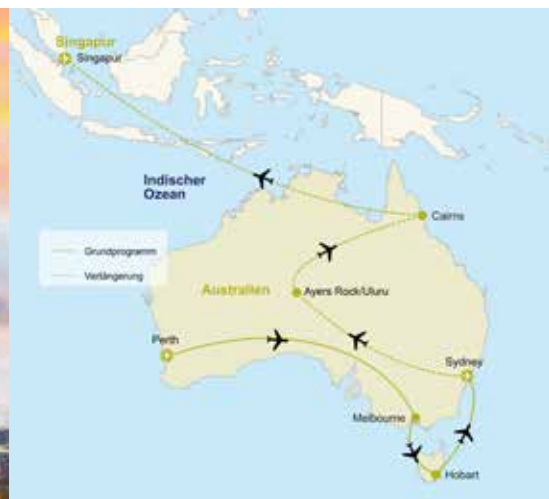 Singapur
Singapur
Indischer
Ozean
Cairns
Grundprogramm
Verlängerung
Australien
Ayers Rock/Uluru
Perth
Sydney
Melbourne
Hobart